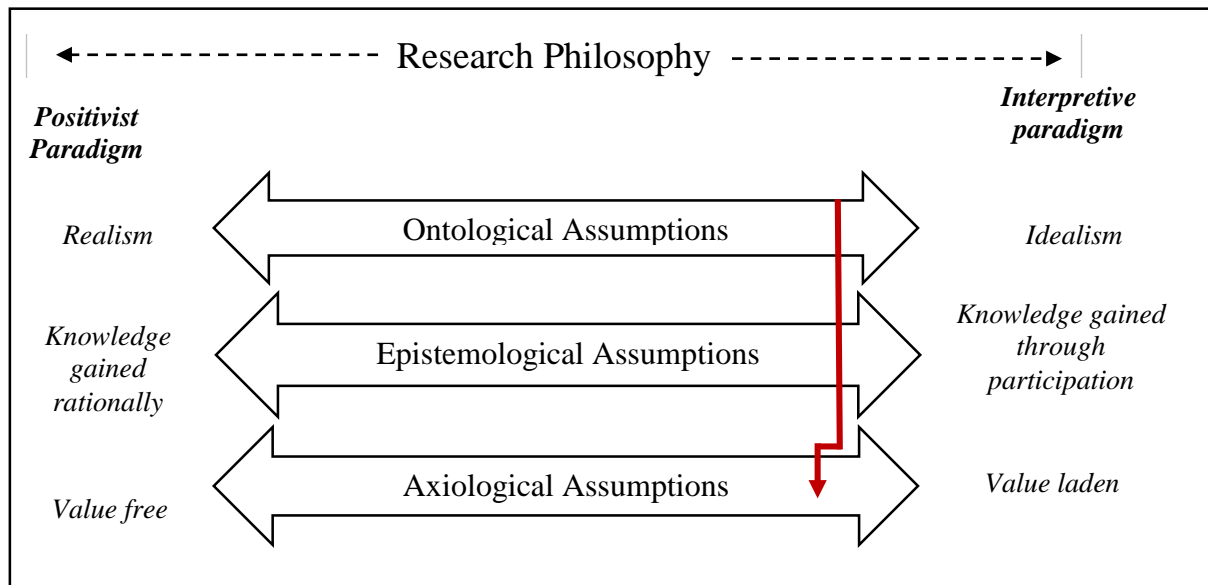 Research Philosophy
Positivist
Paradigm
Interpretive
paradigm
Realism
Ontological Assumptions
Idealism
Knowledge
gained
rationally
Epistemological Assumptions
Knowledge gained
through
participation
Value free
Axiological Assumptions
Value laden